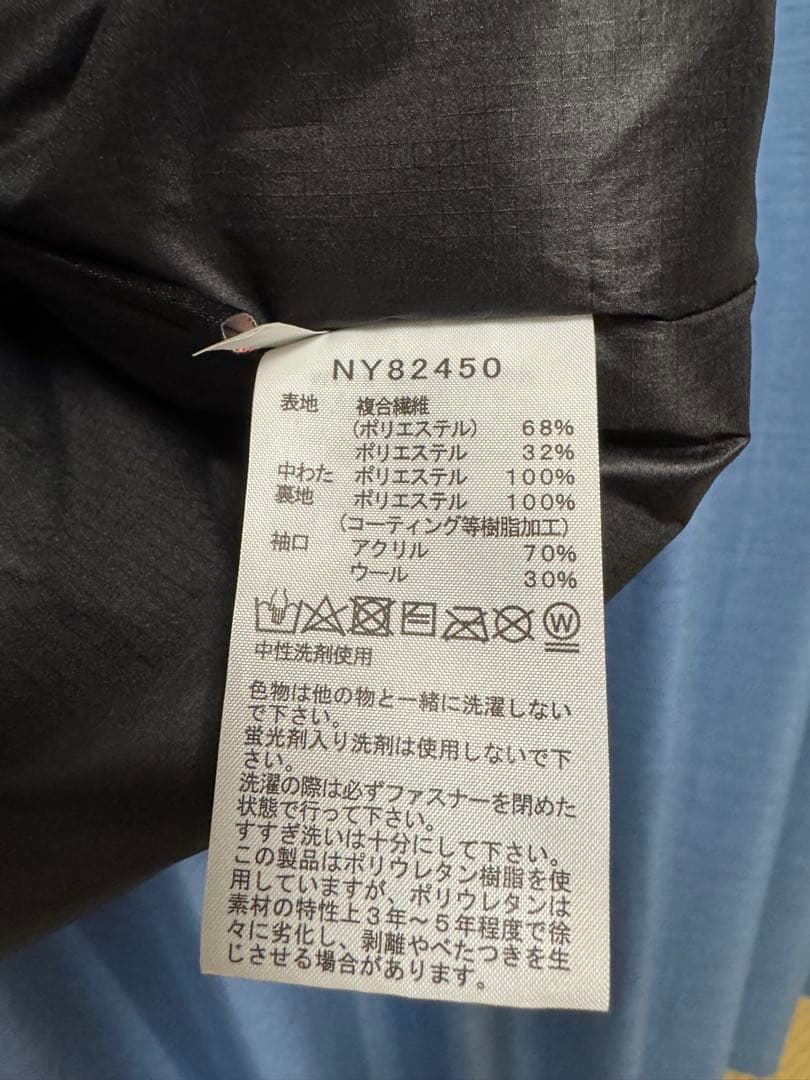 NY82450
表地 複合繊維
(ポリエステル) 68%
ポリエステル 32%
中わた ポリエステル 100%
裏地 ポリエステル 100%
(コーティング等樹脂加工)
袖口 アクリル 70%
ウール 30%
W
中性洗剤使用
色物は他の物と一緒に洗濯しない
で下さい。
蛍光剤入り洗剤は使用しないで下
さい。
洗濯の際は必ずファスナーを閉めた
状態で行って下さい。
すすぎ洗いは十分にして下さい。
この製品はポリウレタン樹脂を使
用していますが、ポリウレタンは
素材の特性上3年～5年程度で徐
々に劣化し、剥離やべたつきを生
じさせる場合があります。